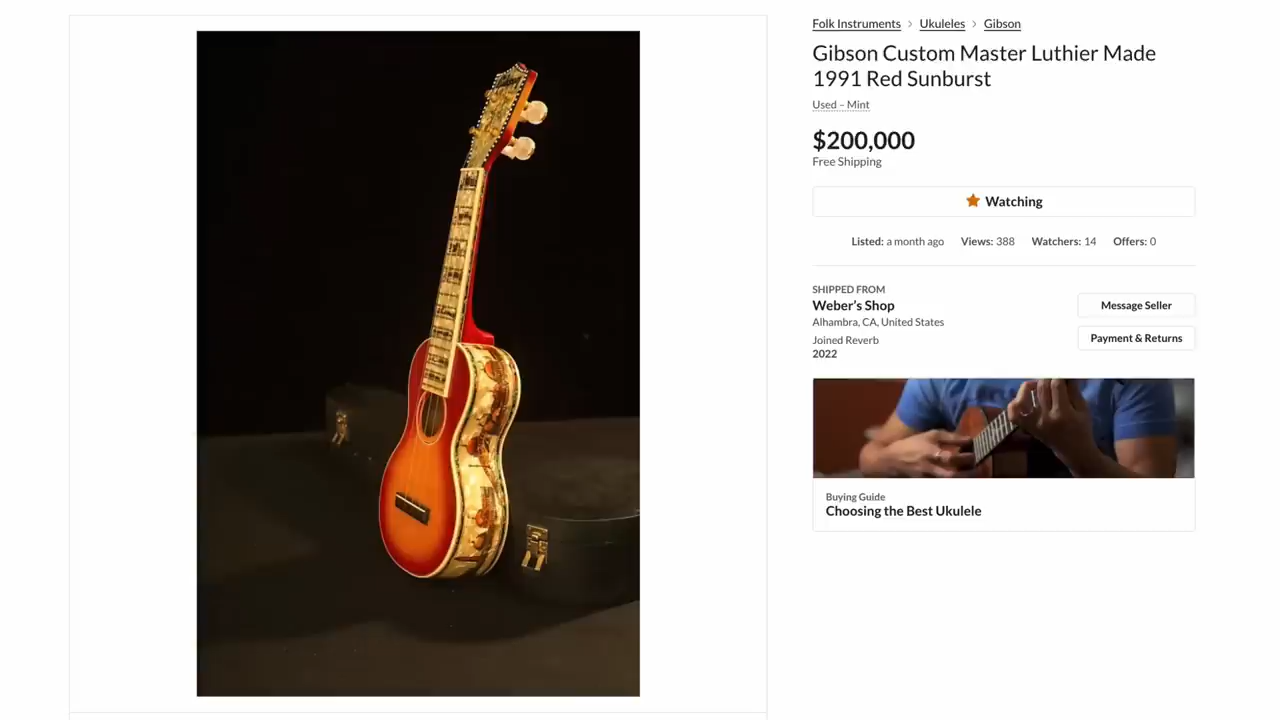 Folk Instruments > Ukuleles > Gibson
Gibson Custom Master Luthier Made
1991 Red Sunburst
Used – Mint
$200,000
Free Shipping
Watching
Listed: a month ago Views: 388 Watchers: 14 Offers: 0
SHIPPED FROM
Weber's Shop
Alhambra, CA, United States
Joined Reverb
2022
Message Seller
Payment & Returns
Buying Guide
Choosing the Best Ukulele